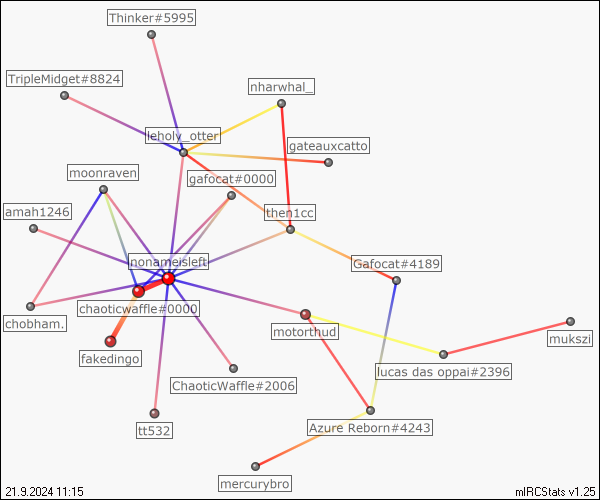 Thinker#5995
TripleMidget#8824
nharwhal_
leholy_otter
gateauxcatto
moonraven
gafocat#0000
amah1246
then1cc
nonameisleft
Gafocat#4189
chaoticwaffle#0000
chobham.
motorthud
mukszi
fakedingo
lucas das oppai#2396
ChaoticWaffle#2006
tt532
Azure Reborn#4243
mercurybro
21.9.2024 11:15
mIRCStats v1.25